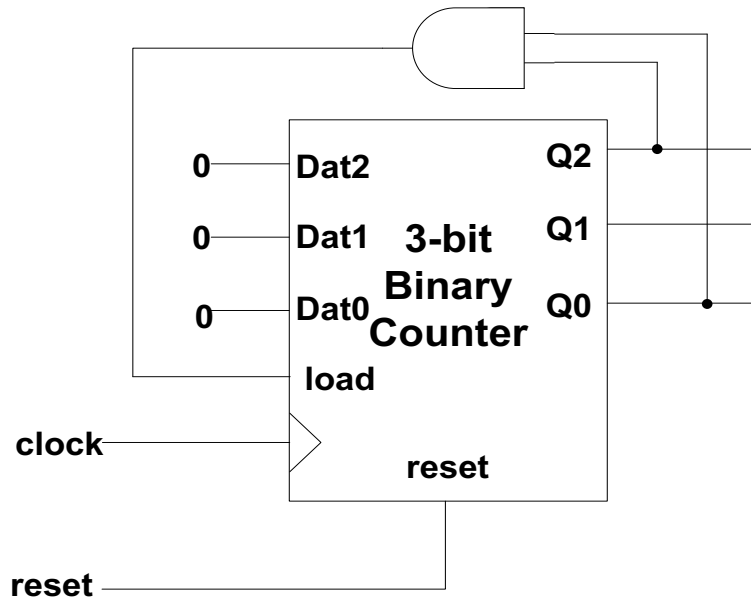 0
Dat2
Q2
0
Dat1
3-bit
Binary
Counter
Q1
0
Dat0
Q0
load
clock
reset
reset